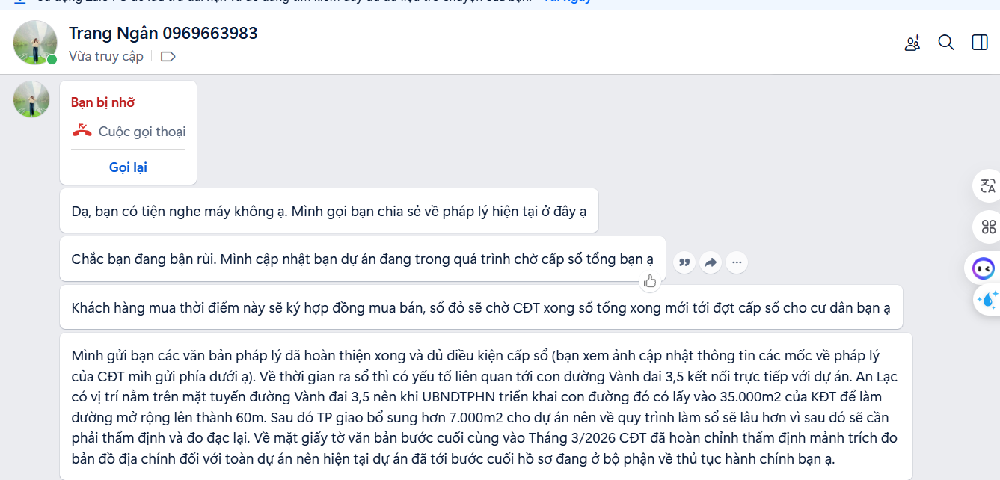 Trang Ngân 0969663983
Vừa truy cập
Bạn bị nhỡ
Cuộc gọi thoại
Gọi lại
Dạ, bạn có tiện nghe máy không ạ. Mình gọi bạn chia sẻ về pháp lý hiện tại ở đây ạ
Chắc bạn đang bận rùi. Mình cập nhật bạn dự án đang trong quá trình chờ cấp sổ tổng bạn ạ
Khách hàng mua thời điểm này sẽ ký hợp đồng mua bán, sổ đỏ sẽ chờ CĐT xong sổ tổng xong mới tới đợt cấp sổ cho cư dân bạn ạ
Mình gửi bạn các văn bản pháp lý đã hoàn thiện xong và đủ điều kiện cấp sổ (bạn xem ảnh cập nhật thông tin các mốc về pháp lý
của CĐT mìh gửi phía dưới ạ). Về thời gian ra sổ thì có yếu tố liên quan tới con đường Vành đai 3,5 kết nối trực tiếp với dự án. An Lạc
có vị trí nằm trên mặt tuyến đường Vành đai 3,5 nên khi UBNDTPHN triển khai con đường đó có lấy vào 35.000m2 của KĐT để làm
đường mở rộng lên thành 60m. Sau đó TP giao bổ sung hơn 7.000m2 cho dự án nên về quy trình làm sổ sẽ lâu hơn vì sau đó sẽ cần
phải thẩm định và đo đạc lại. Về mặt giấy tờ văn bản bước cuối cùng vào Tháng 3/2026 CĐT đã hoàn chỉnh thẩm định mảnh trích đo
bản đồ địa chính đối với toàn dự án nên hiện tại dự án đã tới bước cuối hồ sơ đang ở bộ phận về thủ tục hành chính bạn ạ.